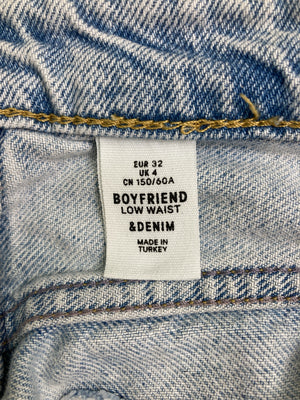 EUR 32
UK 4
CN 150/60A
BOYFRIEND
LOW WAIST
&DENIM
MADE IN
TURKEY